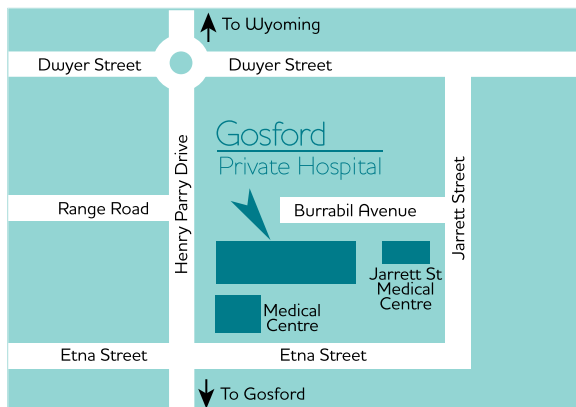 To Wyoming
Dwyer Street
Dwyer Street
Gosford
Private Hospital
Henry Parry Drive
Range Road
Burrabil Avenue
Jarrett Street
Jarrett St
Medical
Centre
Medical
Centre
Etna Street
Etna Street
To Gosford